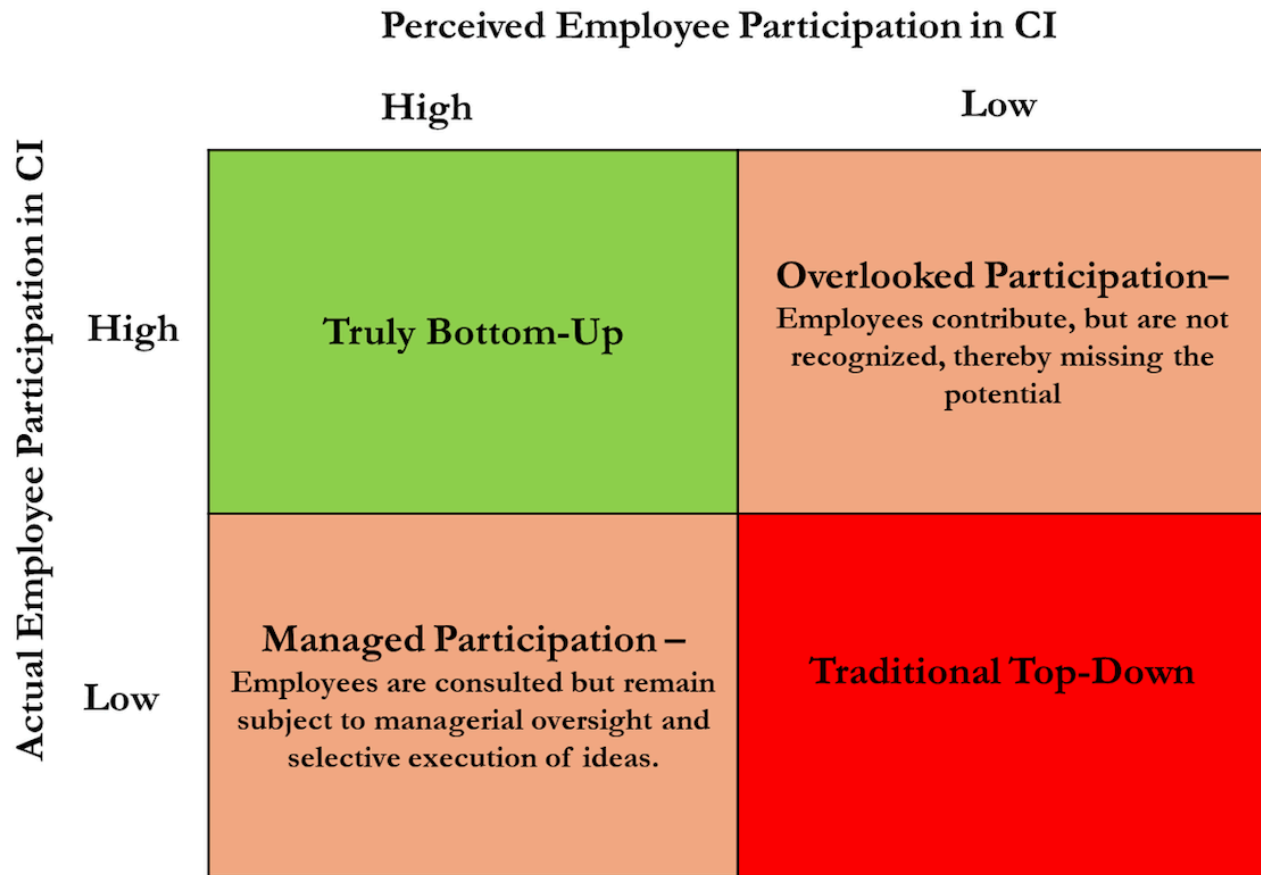 Perceived Employee Participation in CI
High
Low
Actual Employee Participation in CI
High
Truly Bottom-Up
Overlooked Participation–
Employees contribute, but are not
recognized, thereby missing the
potential
Low
Managed Participation –
Employees are consulted but remain
subject to managerial oversight and
selective execution of ideas.
Traditional Top-Down